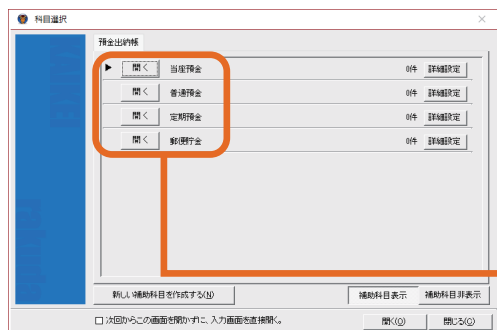 科目選択
預金出納帳
開く 当座預金 0件 詳細設定
開く 普通預金 0件 詳細設定
開く 定期預金 0件 詳細設定
開く 郵便貯金 0件 詳細設定
新しい補助科目を作成する(N) 補助科目表示 補助科目非表示
次回からこの画面を開かずに、入力画面を直接開く。 開く(O) 閉じる(C)